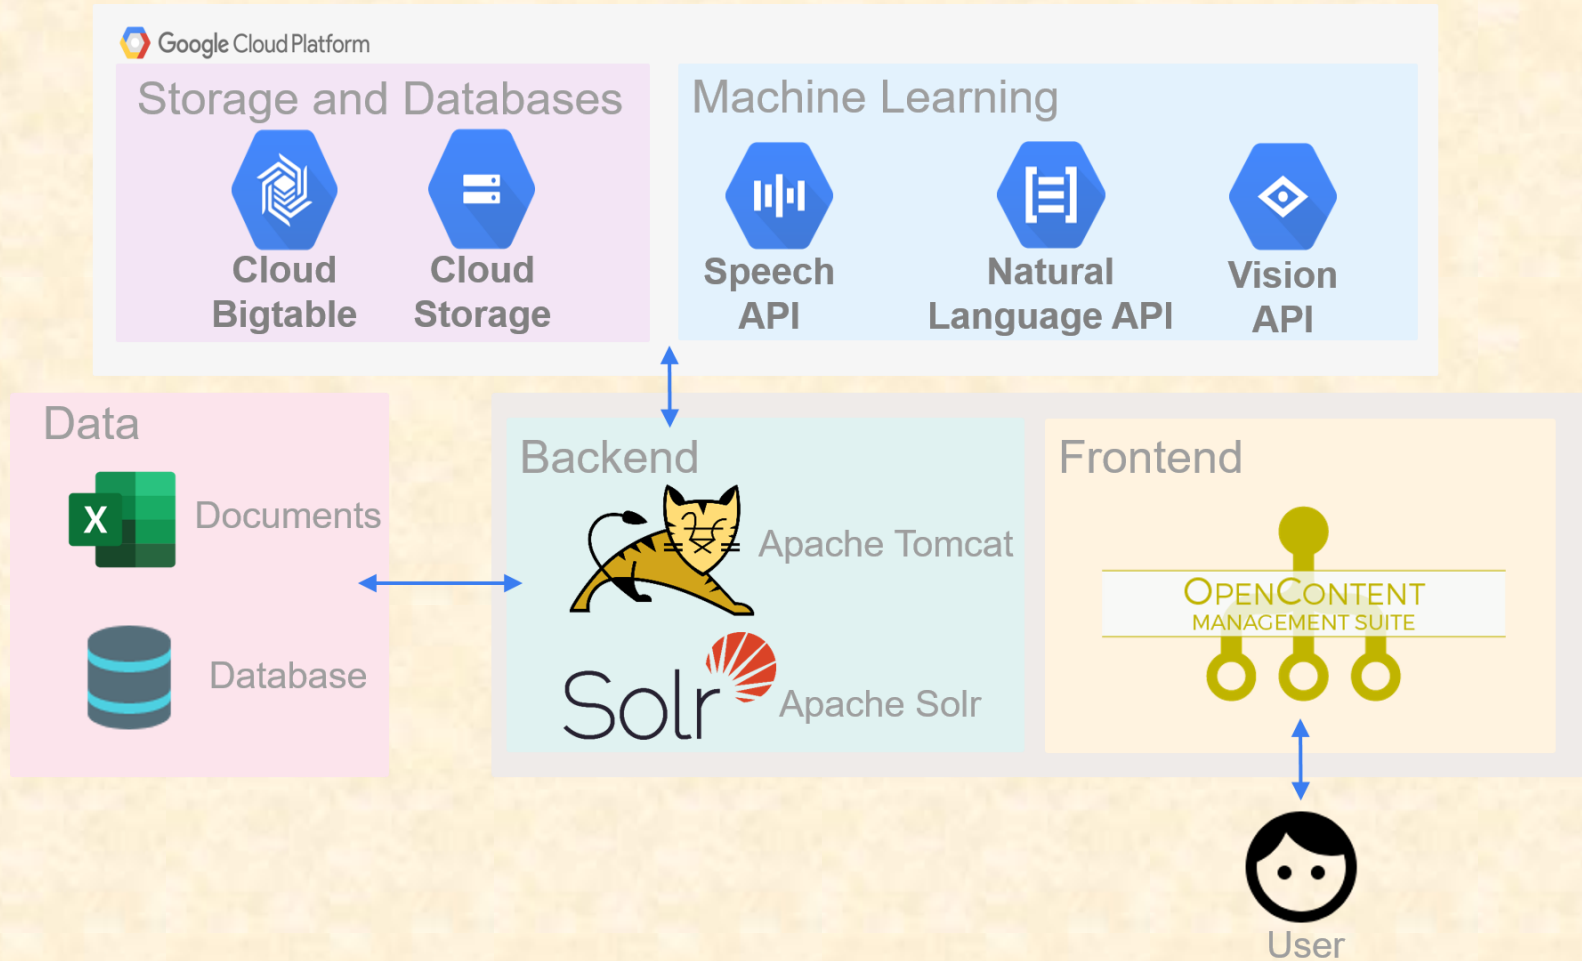 Google Cloud Platform
Storage and Databases
Machine Learning
Cloud
Bigtable
Cloud
Storage
Speech
API
Natural
Language API
Vision
API
Data
X
Documents
Database
Backend
Apache Tomcat
Solr
Apache Solr
Frontend
OPENCONTENT
MANAGEMENT SUITE
User